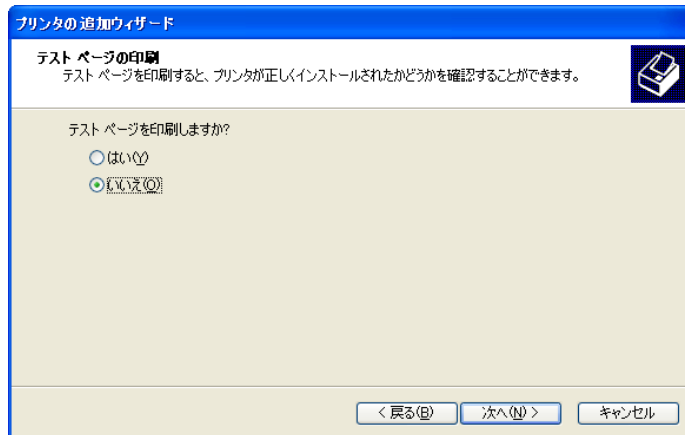 プリンタの追加ウィザード
テスト ページの印刷
テスト ページを印刷すると、プリンタが正しくインストールされたかどうかを確認することができます。
テスト ページを印刷しますか?
はい(Y)
いいえ(O)
< 戻る(B) 次へ(N) > キャンセル